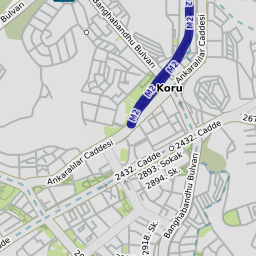 Banghabandhu Bulvarı
Bulvarı
Ankaralılar Caddesi
M2
M2
M2
M2
Koru
2432. Cadde
Ankaralılar Caddesi
2432. Cadde
2893. Sokak
2894. Sk.
Banghabandhu Bulvarı
2918. Sk.